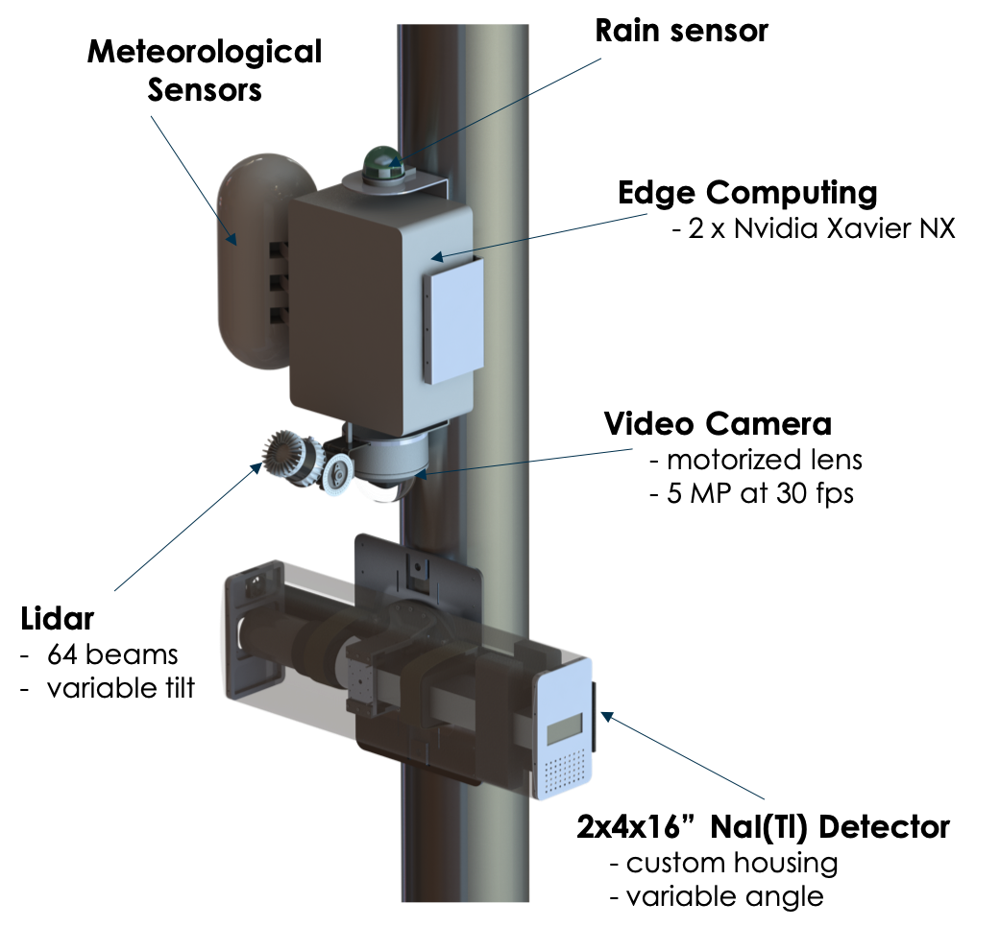 Meteorological
Sensors
Rain sensor
Edge Computing
- 2 x Nvidia Xavier NX
Video Camera
- motorized lens
- 5 MP at 30 fps
Lidar
- 64 beams
- variable tilt
2x4x16” NaI(Tl) Detector
- custom housing
- variable angle